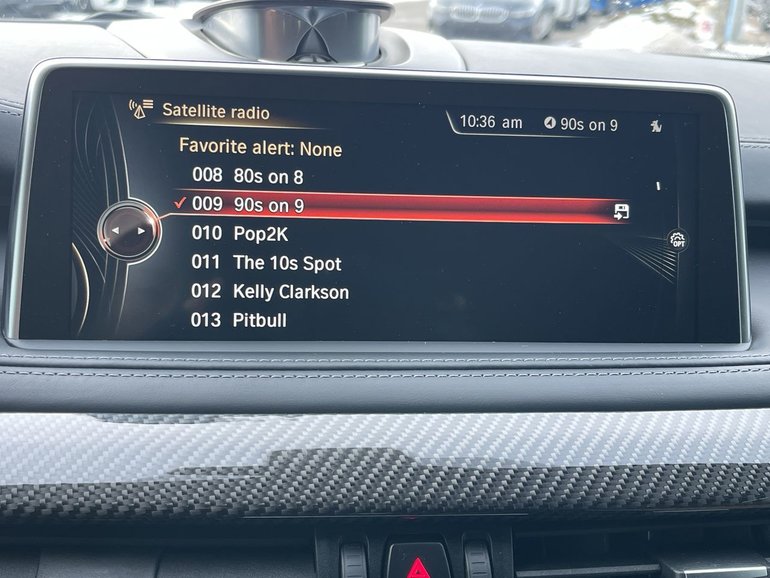 Satellite radio
10:36 am 90s on 9
Favorite alert: None
008 80s on 8
009 90s on 9
010 Pop2K
011 The 10s Spot
012 Kelly Clarkson
013 Pitbull
OPT